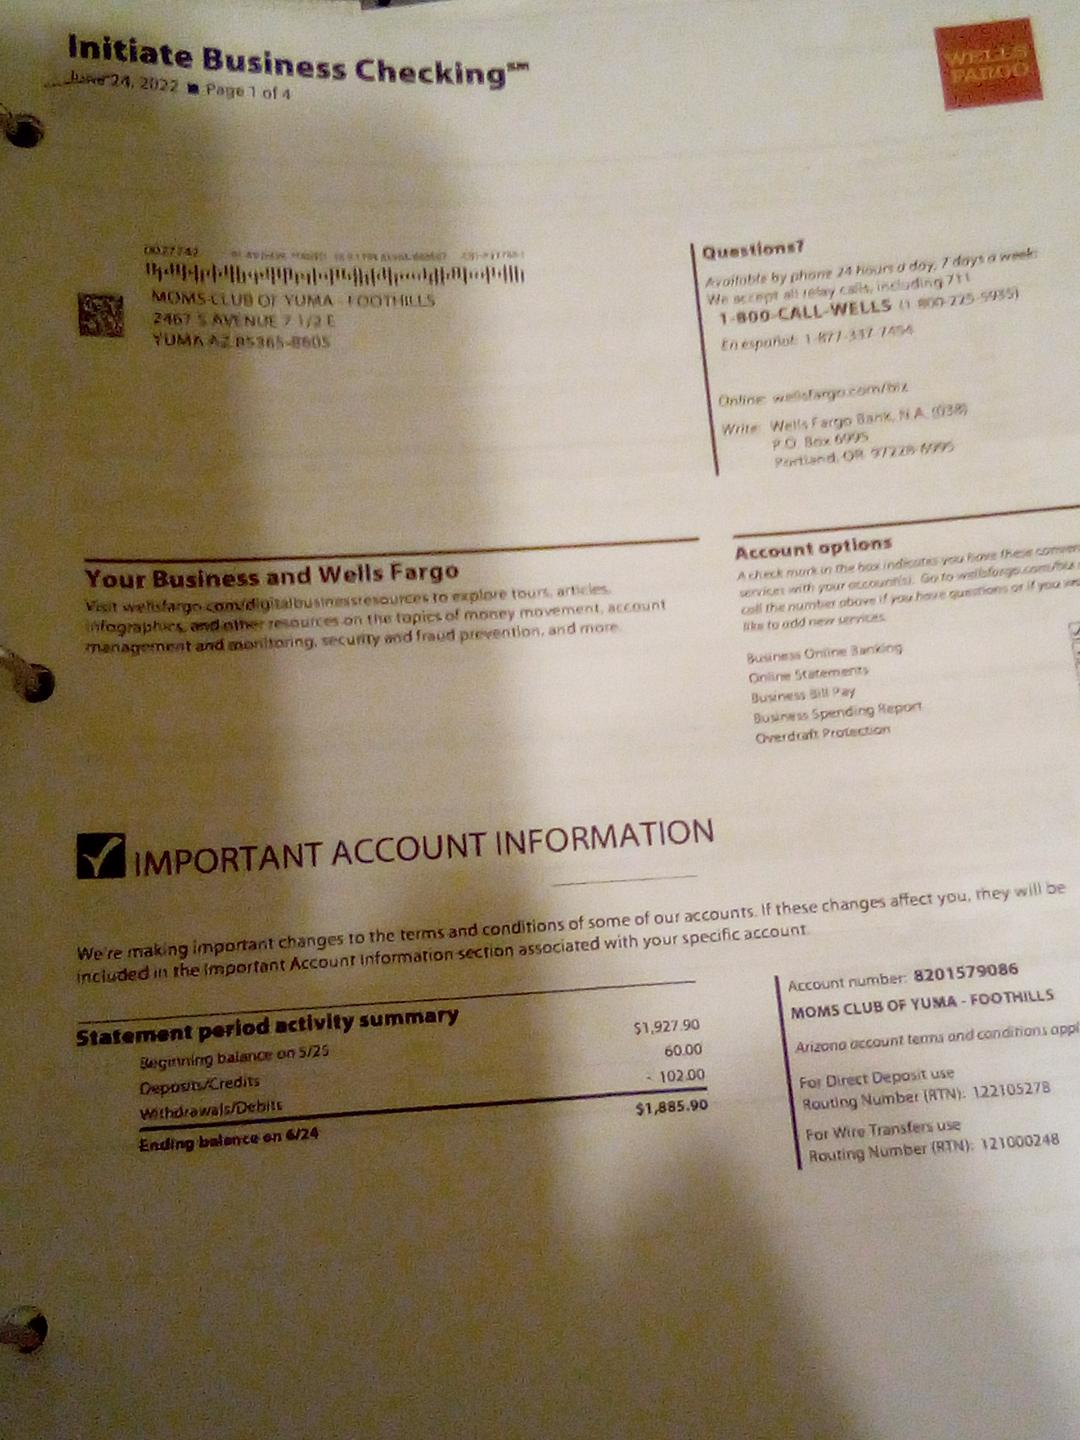 Initiate Business Checking℠
June 24, 2022 ■ Page 1 of 4
WELLS
FARGO
0027742
MOMS CLUB OF YUMA - FOOTHILLS
2467 S AVENUE 7 1/2 E
YUMA AZ 85365-8605
Questions?
Available by phone 24 hours a day, 7 days a week:
We accept all relay calls, including 711
1-800-CALL-WELLS (1-800-225-5935)
En español: 1-877-337-7454
Online: wellsfargo.com/biz
Write: Wells Fargo Bank, N.A. (038)
P.O. Box 6995
Portland, OR 97228-6995
Your Business and Wells Fargo
Visit wellsfargo.com/digitalbusinessresources to explore tours, articles,
infographics, and other resources on the topics of money movement, account
management and monitoring, security and fraud prevention, and more.
Account options
A check mark in the box indicates you have these
services with your account(s). Go to wellsfargo.com/biz
call the number above if you have questions or if you
like to add new services.
Business Online Banking
Online Statements
Business Bill Pay
Business Spending Report
Overdraft Protection
IMPORTANT ACCOUNT INFORMATION
We're making important changes to the terms and conditions of some of our accounts. If these changes affect you, they will be
included in the Important Account Information section associated with your specific account.
Statement period activity summary
Beginning balance on 5/25 $1,927.90
Deposits/Credits 60.00
Withdrawals/Debits - 102.00
Ending balance on 6/24 $1,885.90
Account number: 8201579086
MOMS CLUB OF YUMA - FOOTHILLS
Arizona account terms and conditions appl
For Direct Deposit use
Routing Number (RTN): 122105278
For Wire Transfers use
Routing Number (RTN): 121000248